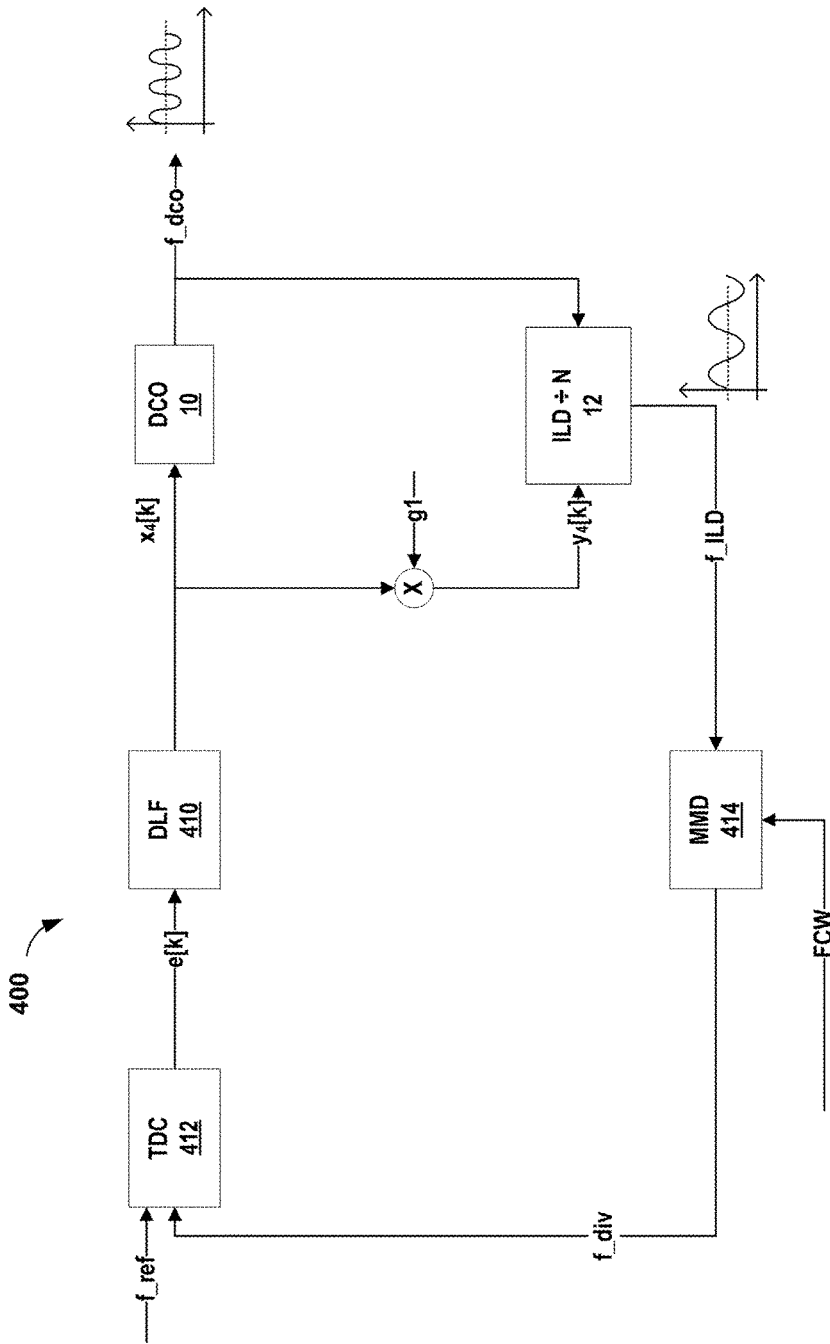 400
f_ref
TDC
412
e[k]
DLF
410
x₄[k]
DCO
10
f_dco
X
g1
y₄[k]
ILD ÷ N
12
f_ILD
MMD
414
FCW
f_div